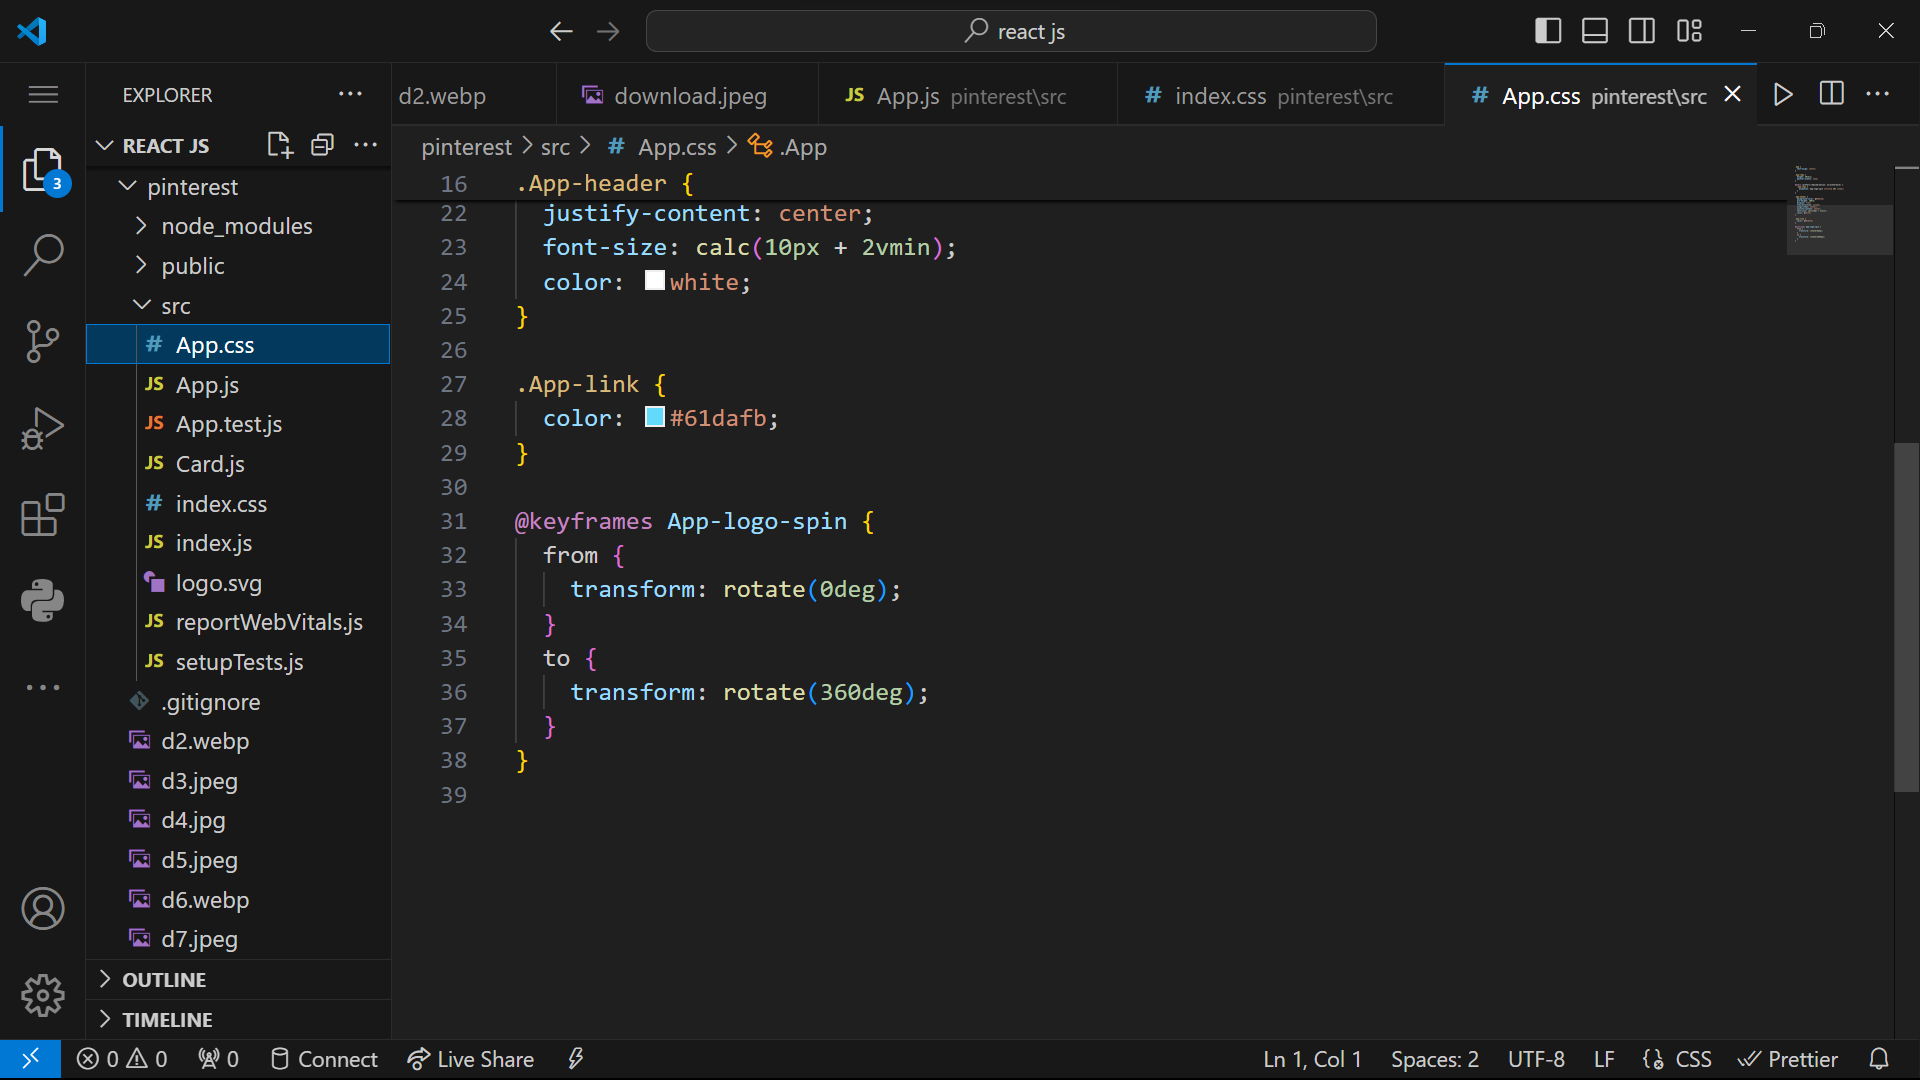 react js
EXPLORER
d2.webp
download.jpeg
JS App.js pinterest\src
# index.css pinterest\src
# App.css pinterest\src
REACT JS
pinterest > src > # App.css > .App
3
pinterest
node_modules
public
src
# App.css
JS App.js
JS App.test.js
JS Card.js
# index.css
JS index.js
logo.svg
JS reportWebVitals.js
JS setupTests.js
.gitignore
d2.webp
d3.jpeg
d4.jpg
d5.jpeg
d6.webp
d7.jpeg
OUTLINE
TIMELINE
16 .App-header {
22 justify-content: center;
23 font-size: calc(10px + 2vmin);
24 color: white;
25 }
26
27 .App-link {
28 color: #61dafb;
29 }
30
31 @keyframes App-logo-spin {
32 from {
33 transform: rotate(0deg);
34 }
35 to {
36 transform: rotate(360deg);
37 }
38 }
39
0 0 0 Connect Live Share Ln 1, Col 1 Spaces: 2 UTF-8 LF CSS Prettier